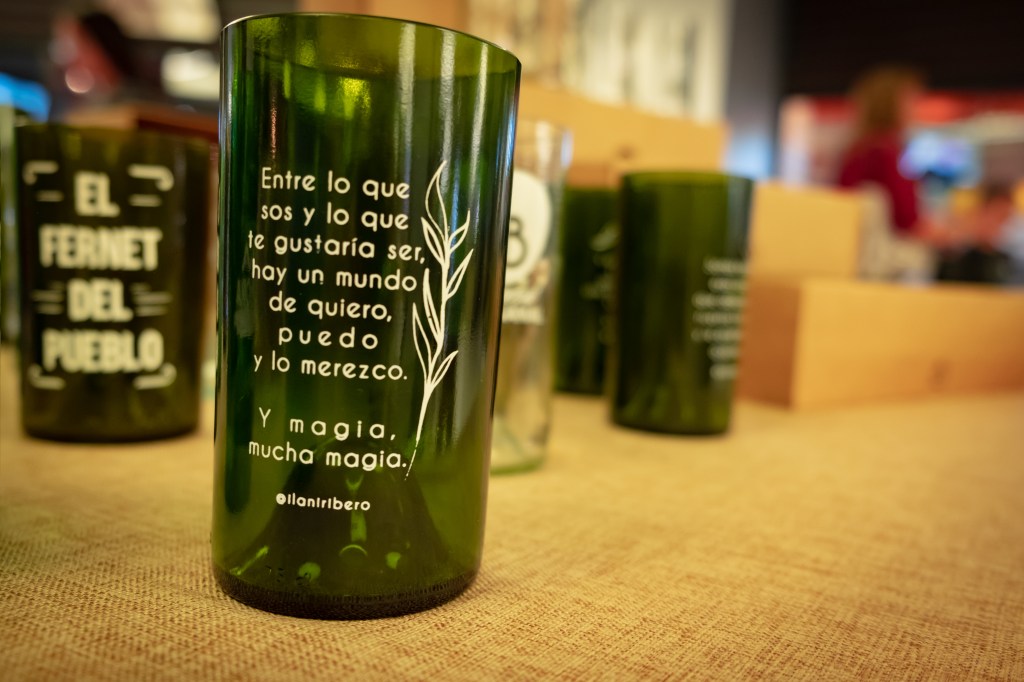 Entre lo que
sos y lo que
te gustaría ser,
hay un mundo
de quiero,
puedo
y lo merezco.
Y magia,
mucha magia.
@ilaniribero
EL
FERNET
DEL
PUEBLO